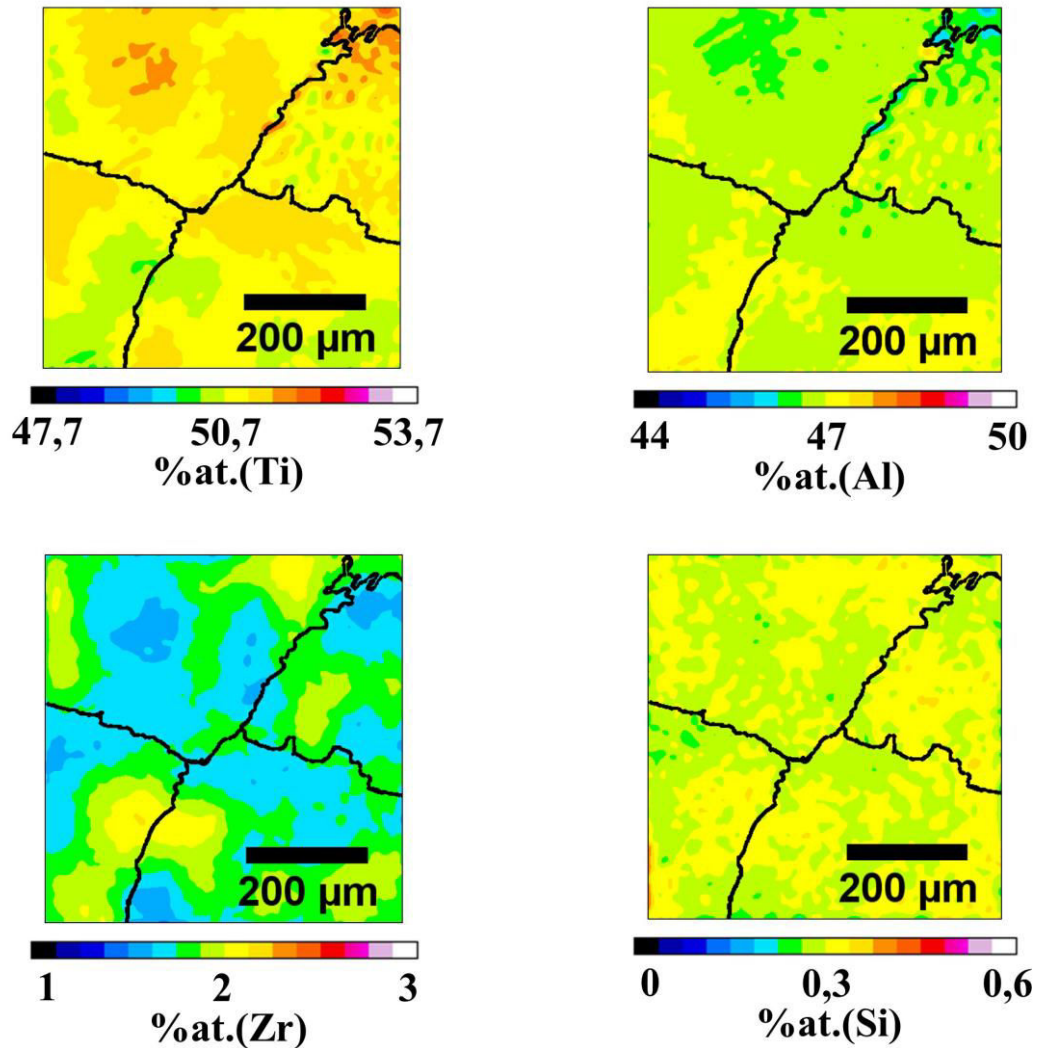 200 µm
200 µm
47,7 50,7 53,7
%at.(Ti)
44 47 50
%at.(Al)
200 µm
200 µm
1 2 3
%at.(Zr)
0 0,3 0,6
%at.(Si)